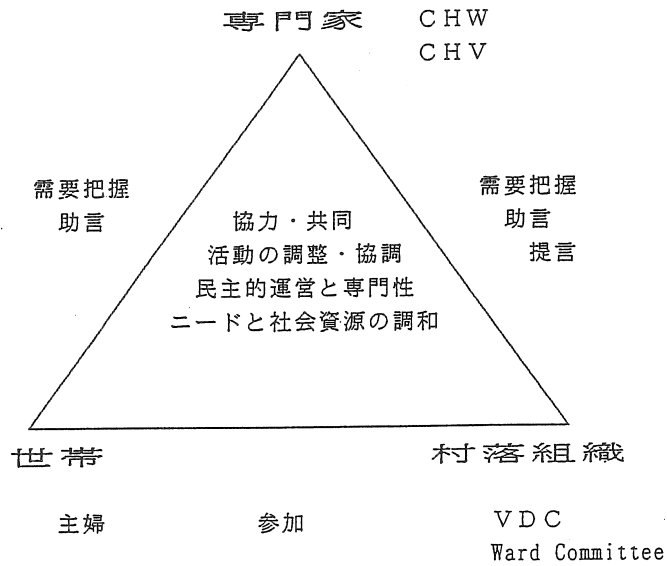 専門家 CHW
CHV
需要把握
助言
需要把握
助言
提言
協力・共同
活動の調整・協調
民主的運営と専門性
ニードと社会資源の調和
世帯
村落組織
主婦
参加
VDC
Ward Committee